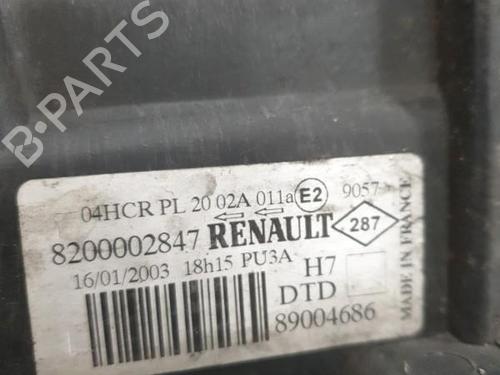 B-PARTS
04HCR PL 20 02A 011a E2 9057
8200002847 RENAULT 287
16/01/2003 18h15 PU3A
H7
DTD
89004686
MADE IN FRANCE